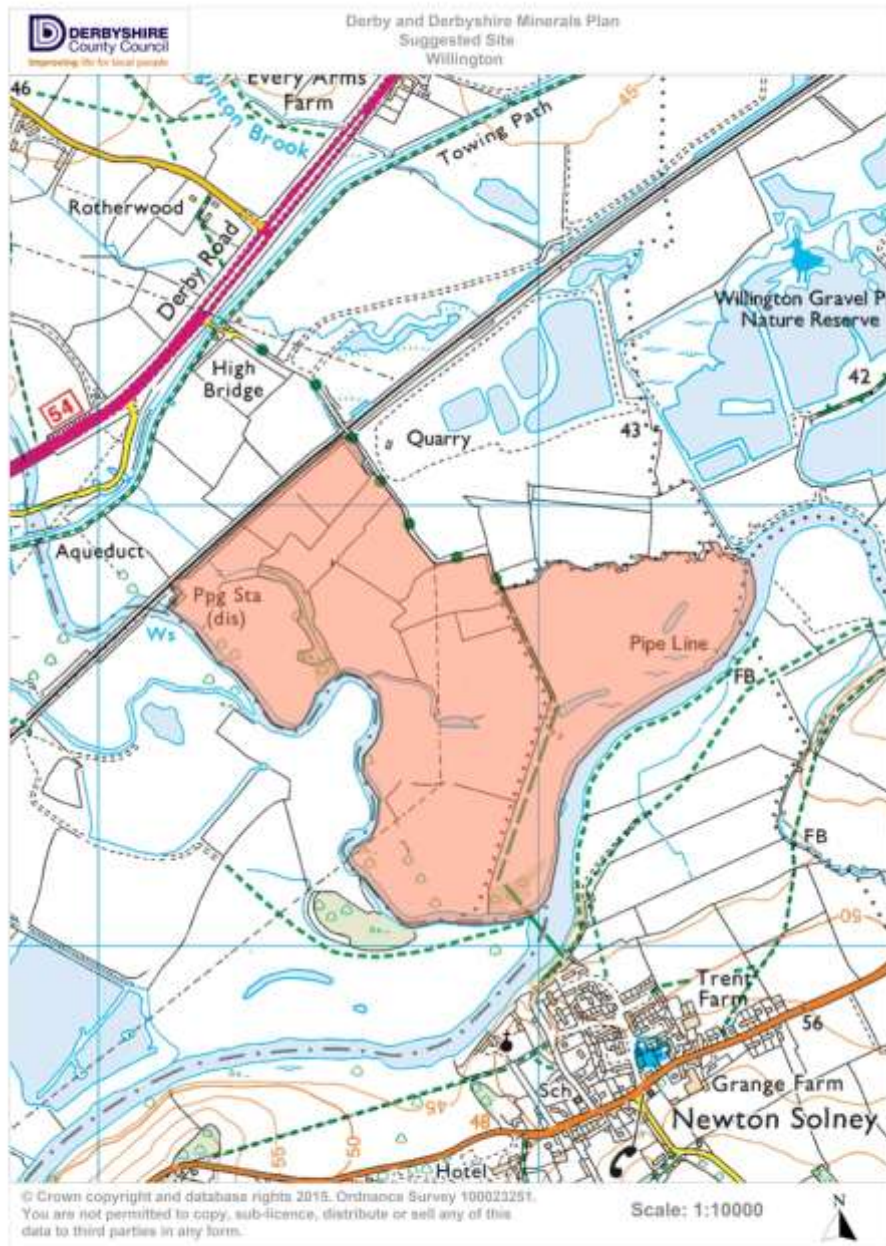 DERBYSHIRE
County Council
Improving life for local people
Derby and Derbyshire Minerals Plan
Suggested Site
Willington
46
Every Arms
Farm
Brook
45
Towing Path
Rotherwood
Derby Road
Willington Gravel P
Nature Reserve
High
Bridge
54
42
43
Quarry
Aqueduct
Ppg Sta
(dis)
Ws
Pipe Line
FB
FB
50
Trent
Farm
56
Sch
Grange Farm
45
48
Newton Solney
55
50
Hotel
© Crown copyright and database rights 2015. Ordnance Survey 100023251.
You are not permitted to copy, sub-licence, distribute or sell any of this
data to third parties in any form.
Scale: 1:10000
N